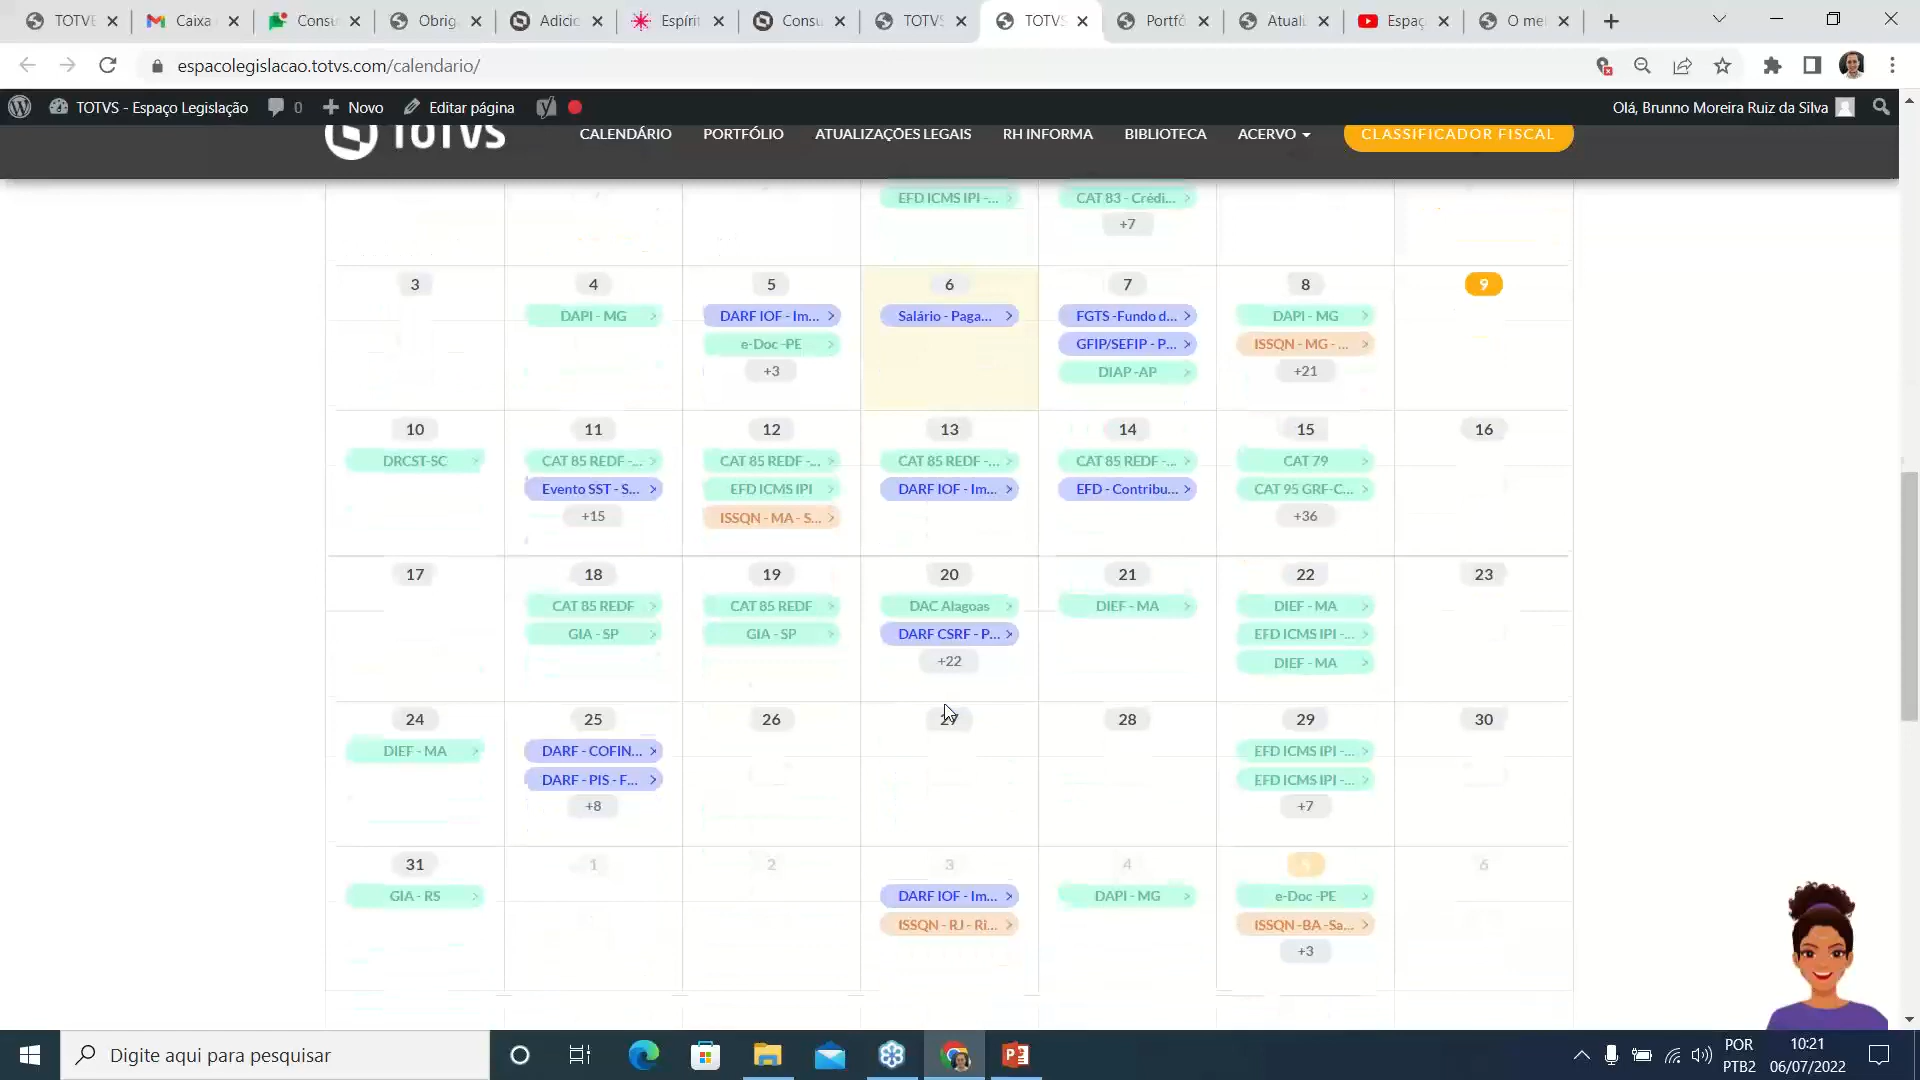 TOTVE
Caixa
Consu
Obrig
Adicio
Espírit
Consu
TOTVS
TOTVS
Portfó
Atuali
Espaç
O me
espacolegislacao.totvs.com/calendario/
TOTVS - Espaço Legislação
0
Novo
Editar página
Olá, Brunno Moreira Ruiz da Silva
TOTVS
CALENDÁRIO
PORTFÓLIO
ATUALIZAÇÕES LEGAIS
RH INFORMA
BIBLIOTECA
ACERVO
CLASSIFICADOR FISCAL
EFD ICMS IPI -...
CAT 83 - Crédi...
+7
3
4
DAPI - MG
5
DARF IOF - Im...
e-Doc -PE
+3
6
Salário - Paga...
7
FGTS -Fundo d...
GFIP/SEFIP - P...
DIAP -AP
8
DAPI - MG
ISSQN - MG - ...
+21
9
10
DRCST-SC
11
CAT 85 REDF -...
Evento SST - S...
+15
12
CAT 85 REDF -...
EFD ICMS IPI
ISSQN - MA - S...
13
CAT 85 REDF -...
DARF IOF - Im...
14
CAT 85 REDF -...
EFD - Contribu...
15
CAT 79
CAT 95 GRF-C...
+36
16
17
18
CAT 85 REDF
GIA - SP
19
CAT 85 REDF
GIA - SP
20
DAC Alagoas
DARF CSRF - P...
+22
21
DIEF - MA
22
DIEF - MA
EFD ICMS IPI -...
DIEF - MA
23
24
DIEF - MA
25
DARF - COFIN...
DARF - PIS - F...
+8
26
27
28
29
EFD ICMS IPI -...
EFD ICMS IPI -...
+7
30
31
GIA - RS
1
2
3
DARF IOF - Im...
ISSQN - RJ - Ri...
4
DAPI - MG
5
e-Doc -PE
ISSQN -BA -Sa...
+3
6
Digite aqui para pesquisar
POR
PTB2
10:21
06/07/2022